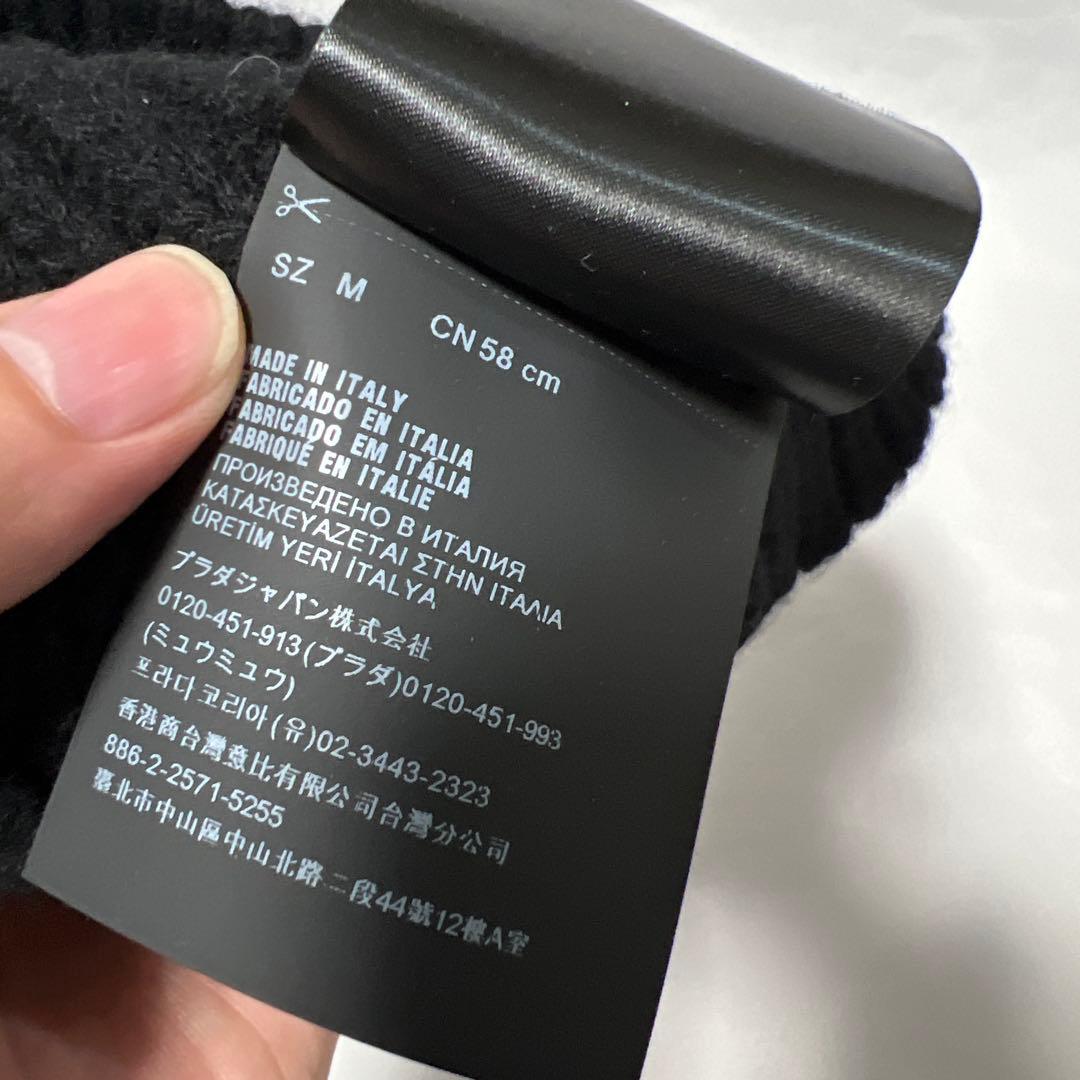 SZ M CN 58 cm
MADE IN ITALY
FABRICADO EN ITALIA
FABRICADO EM ITÁLIA
FABRIQUÉ EN ITALIE
ПРОИЗВЕДЕНО В ИТАЛИЯ
ΚΑΤΑΣΚΕΥΑΖΕΤΑΙ ΣΤΗΝ ΙΤΑΛΙΑ
ÜRETİM YERİ İTALYA
プラダジャパン株式会社
0120-451-913(プラダ)0120-451-993
(ミュウミュウ)
프라다코리아(유)02-3443-2323
香港商台灣意比有限公司台灣分公司
886-2-2571-5255
臺北市中山區中山北路二段44號12樓A室